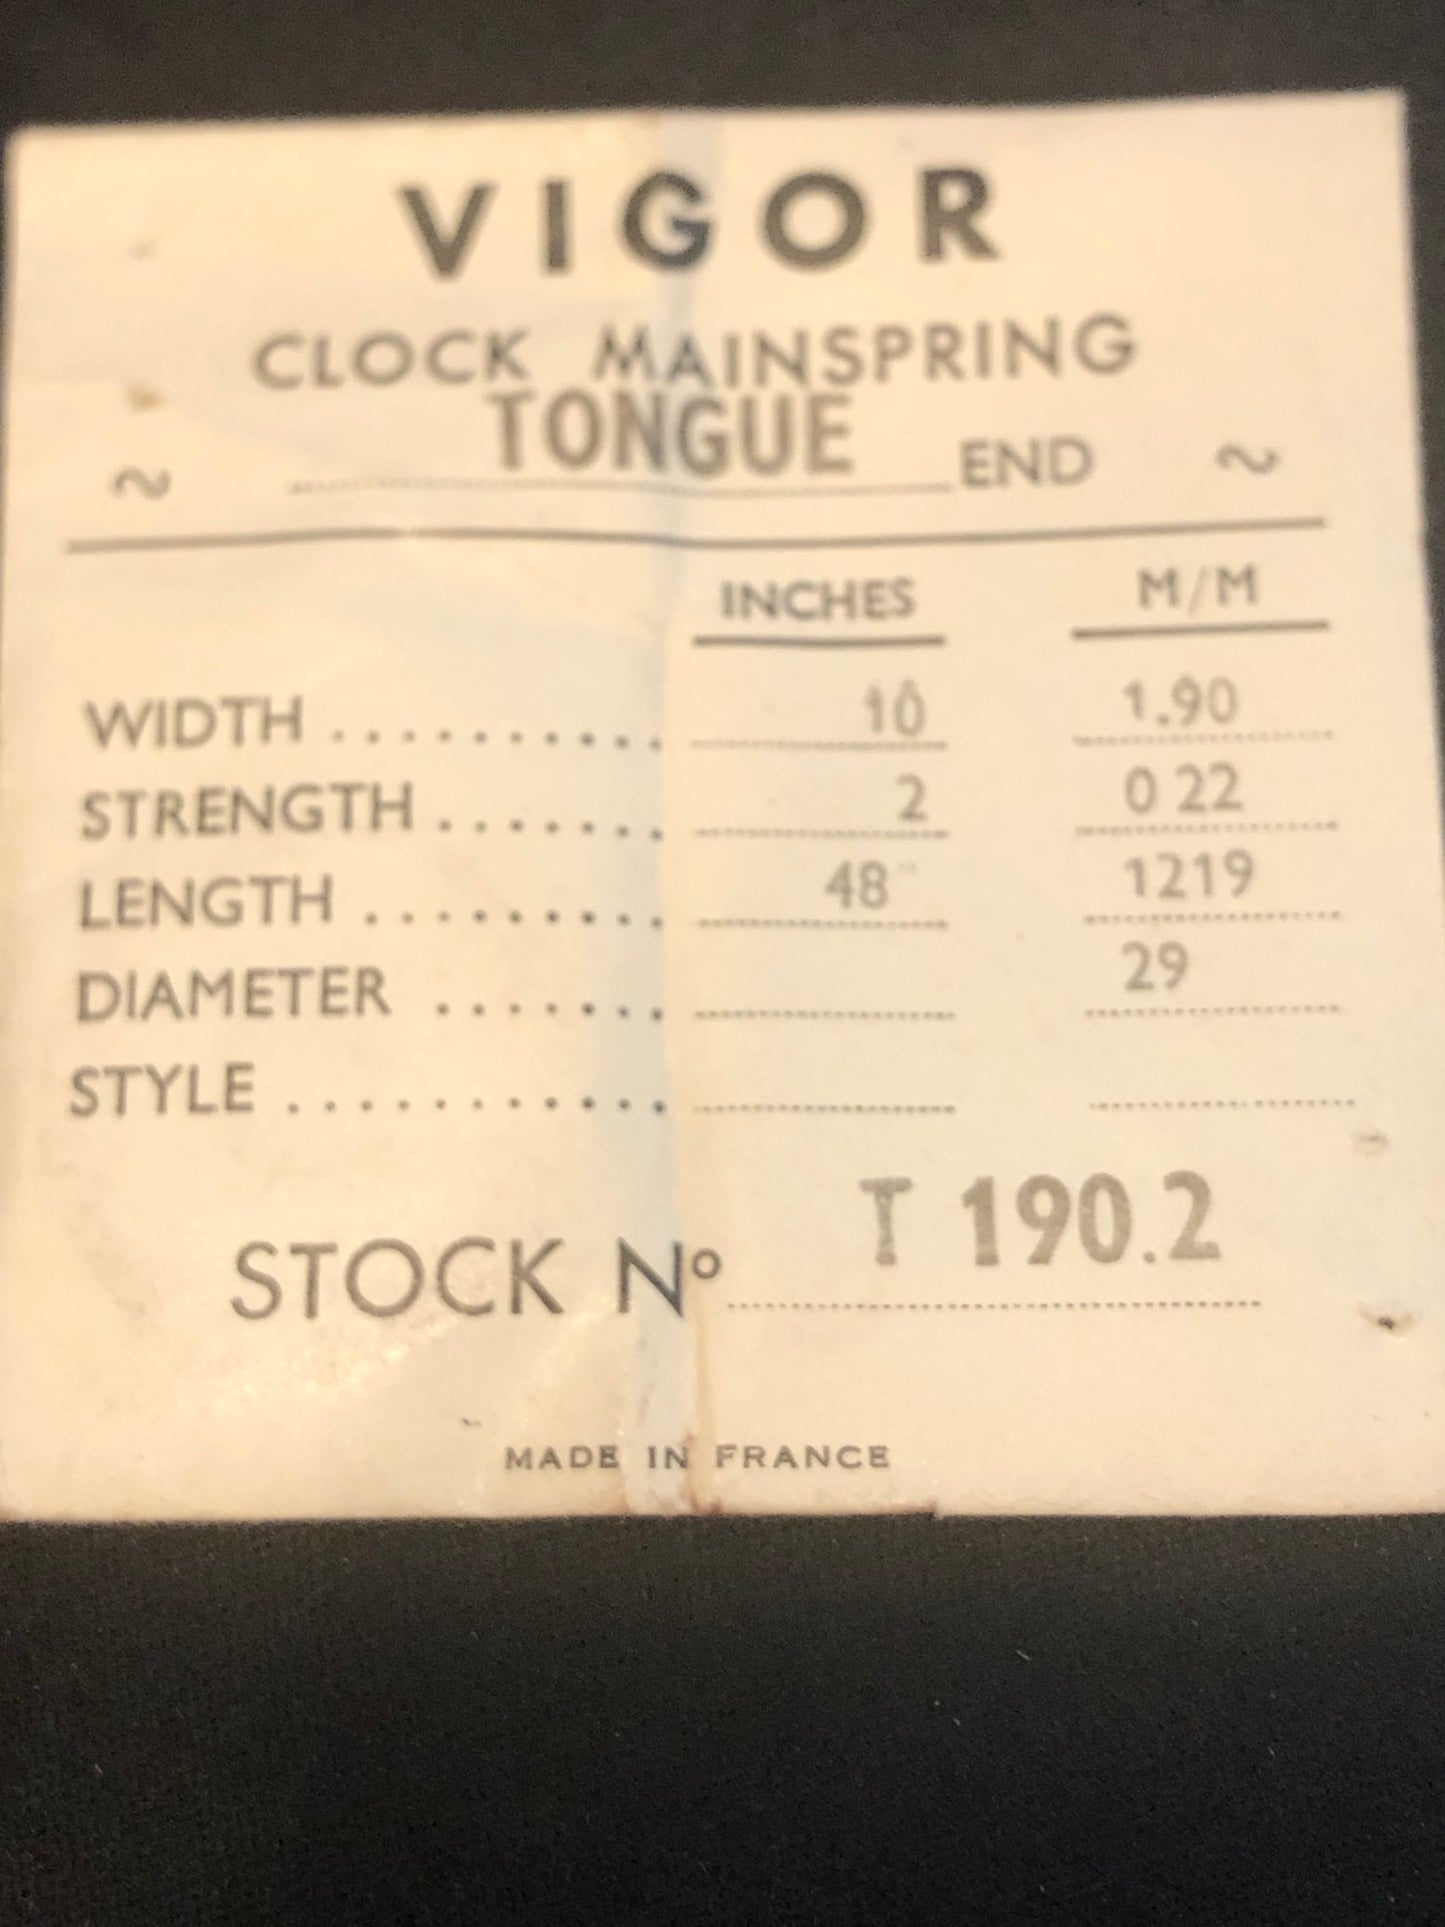 VIGOR
CLOCK MAINSPRING
~ TONGUE END ~
INCHES M/M
WIDTH ........... 10 1.90
STRENGTH ....... 2 0 22
LENGTH ......... 48" 1219
DIAMETER ....... 29
STYLE ............
STOCK Nº T 190.2
MADE IN FRANCE